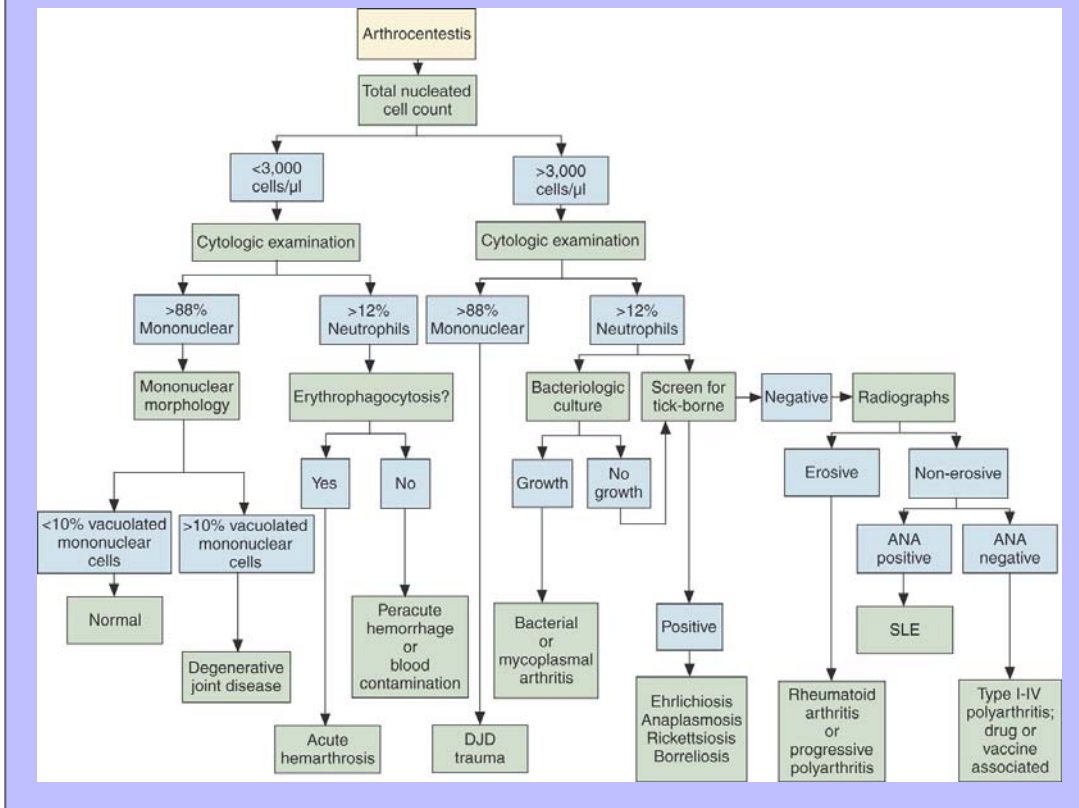 Arthrocentestis
Total nucleated
cell count
<3,000
cells/µl
>3,000
cells/µl
Cytologic examination
Cytologic examination
>88%
Mononuclear
>12%
Neutrophils
>88%
Mononuclear
>12%
Neutrophils
Mononuclear
morphology
Erythrophagocytosis?
Bacteriologic
culture
Screen for
tick-borne
Negative
Radiographs
Yes
No
Growth
No
growth
Erosive
Non-erosive
<10% vacuolated
mononuclear
cells
>10% vacuolated
mononuclear
cells
ANA
positive
ANA
negative
Normal
Degenerative
joint disease
Peracute
hemorrhage
or
blood
contamination
Bacterial
or
mycoplasmal
arthritis
Positive
SLE
Acute
hemarthrosis
DJD
trauma
Ehrlichiosis
Anaplasmosis
Rickettsiosis
Borreliosis
Rheumatoid
arthritis
or
progressive
polyarthritis
Type I-IV
polyarthritis;
drug or
vaccine
associated